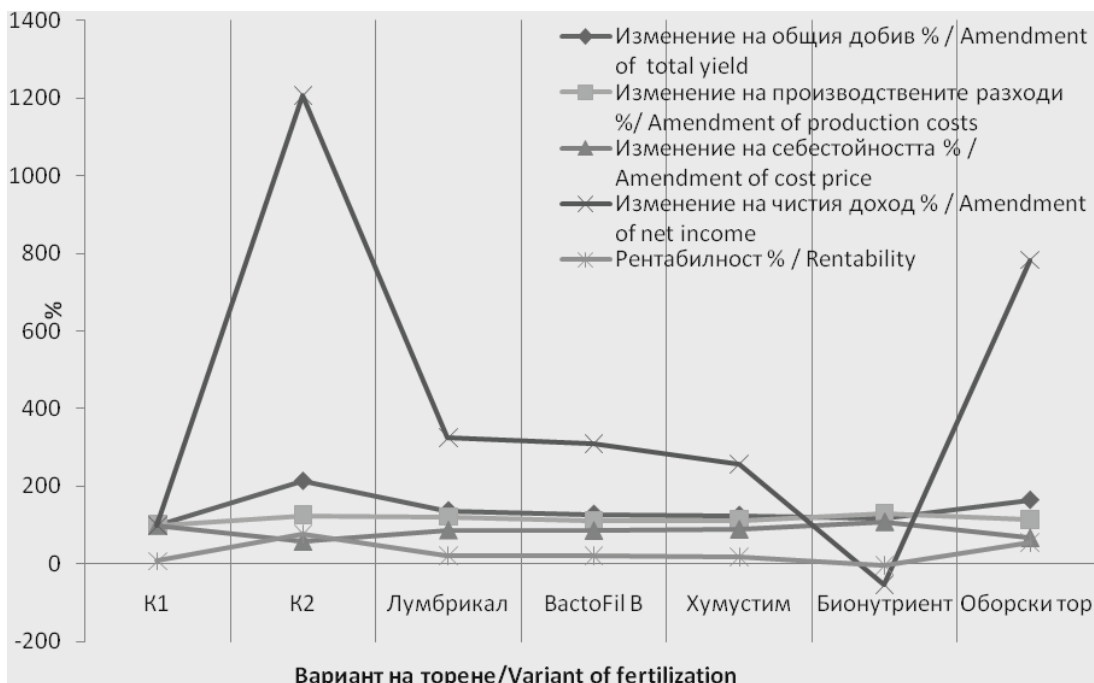 1400
1200
1000
800
600
400
200
0
-200
%
Изменение на общия добив % / Amendment
of total yield
Изменение на производствените разходи
%/ Amendment of production costs
Изменение на себестойността % /
Amendment of cost price
Изменение на чистия доход % / Amendment
of net income
Рентабилност % / Rentability
К1 К2 Лумбрикал BactoFil B Хумустим Бионутриент Оборски тор
Вариант на торене/Variant of fertilization